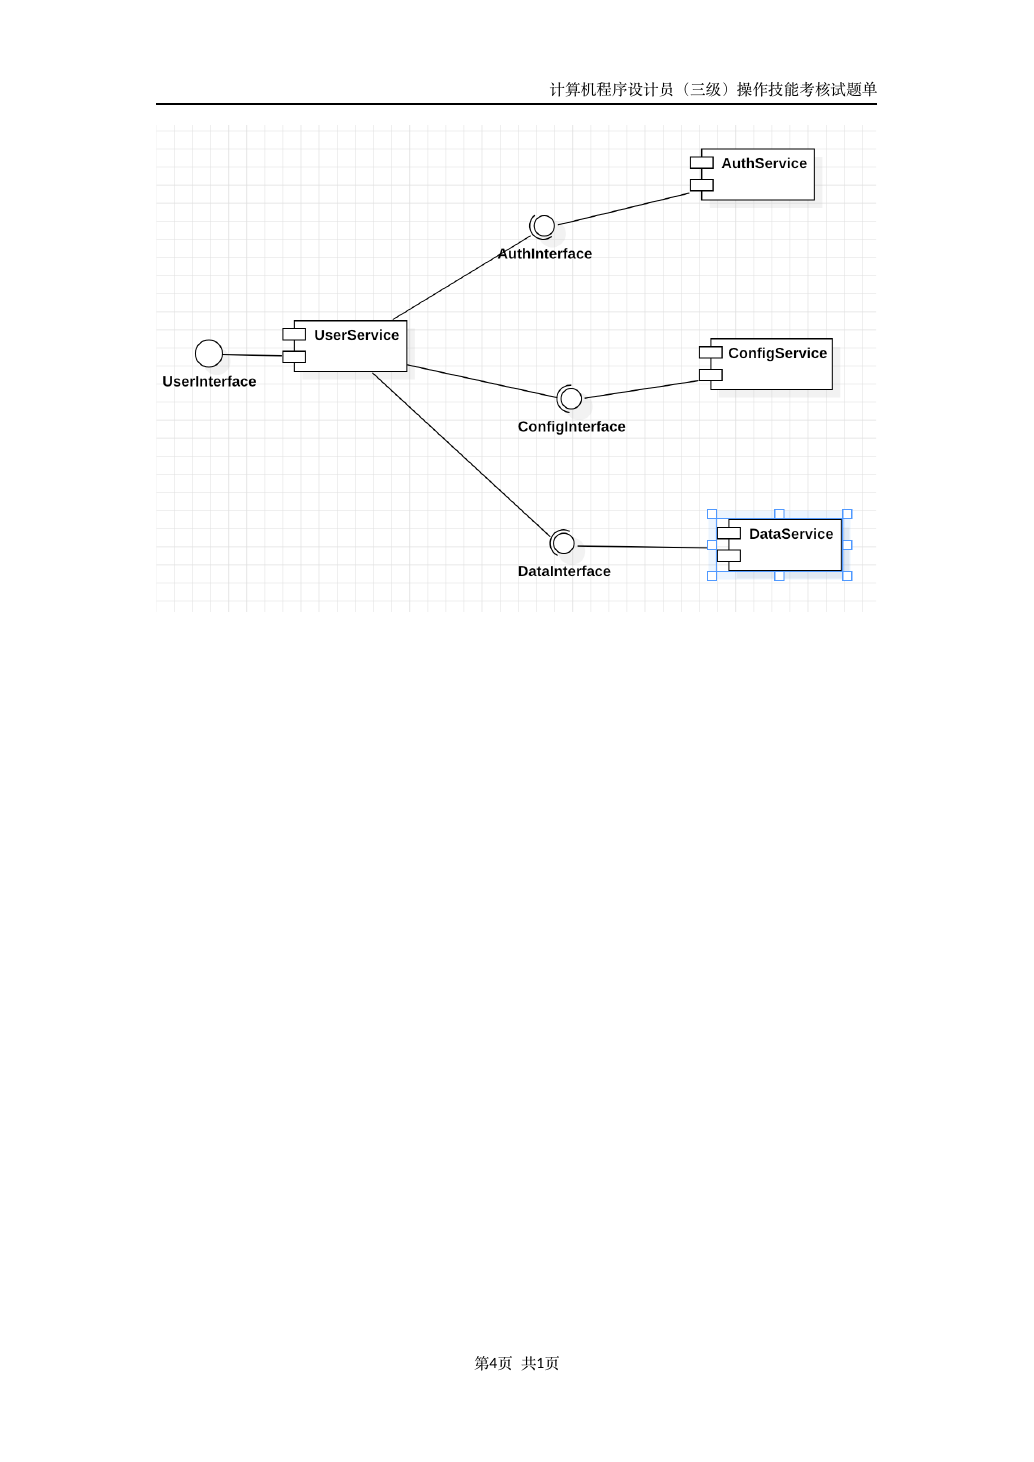 计算机程序设计员（三级）操作技能考核试题单
AuthService
AuthInterface
UserService
UserInterface
ConfigService
ConfigInterface
DataService
DataInterface
第4页 共1页